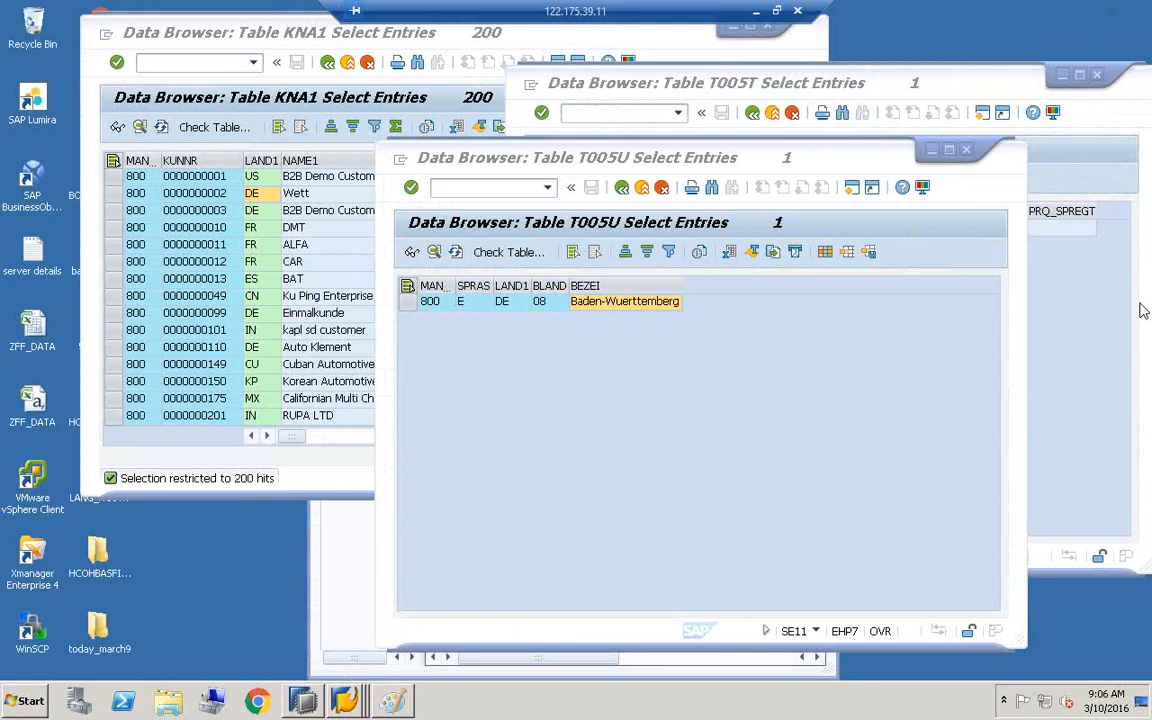 122.175.39.11
Recycle Bin
SAP Lumira
SAP
BusinessOb...
server details
ZFF_DATA
ZFF_DATA
VMware
vSphere Client
Xmanager
Enterprise 4
HCOHBASFI...
WinSCP
today_march9
Data Browser: Table KNA1 Select Entries 200
Data Browser: Table KNA1 Select Entries 200
Check Table...
MAN... KUNNR LAND1 NAME1
800 0000000001 US B2B Demo Custom
800 0000000002 DE Wett
800 0000000003 DE B2B Demo Custom
800 0000000010 FR DMT
800 0000000011 FR ALFA
800 0000000012 FR CAR
800 0000000013 ES BAT
800 0000000049 CN Ku Ping Enterprise
800 0000000099 DE Einmalkunde
800 0000000101 IN kapl sd customer
800 0000000110 DE Auto Klement
800 0000000149 CU Cuban Automotive
800 0000000150 KP Korean Automotive
800 0000000175 MX Californian Multi Ch
800 0000000201 IN RUPA LTD
Selection restricted to 200 hits
Data Browser: Table T005T Select Entries 1
PRQ_SPREGT
Data Browser: Table T005U Select Entries 1
Data Browser: Table T005U Select Entries 1
Check Table...
MAN... SPRAS LAND1 BLAND BEZEI
800 E DE 08 Baden-Wuerttemberg
SAP
SE11 EHP7 OVR
Start
9:06 AM
3/10/2016